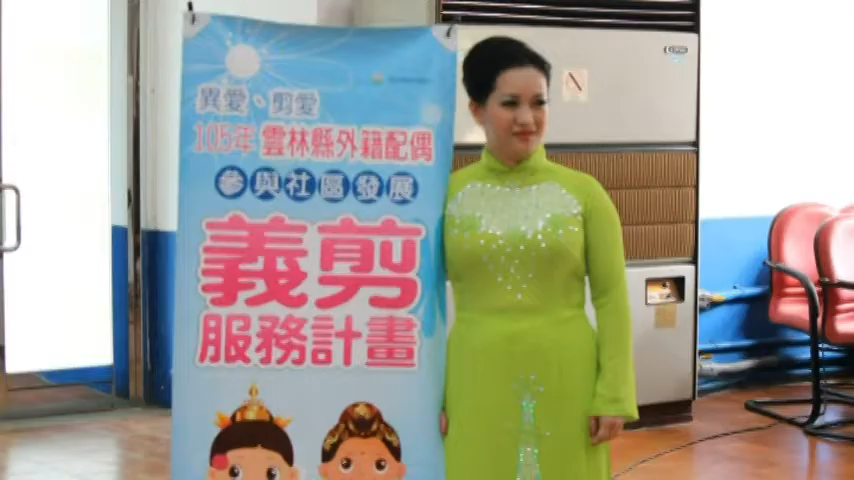 異愛、剪愛
105年 雲林縣外籍配偶
參與社區發展
義剪
服務計畫